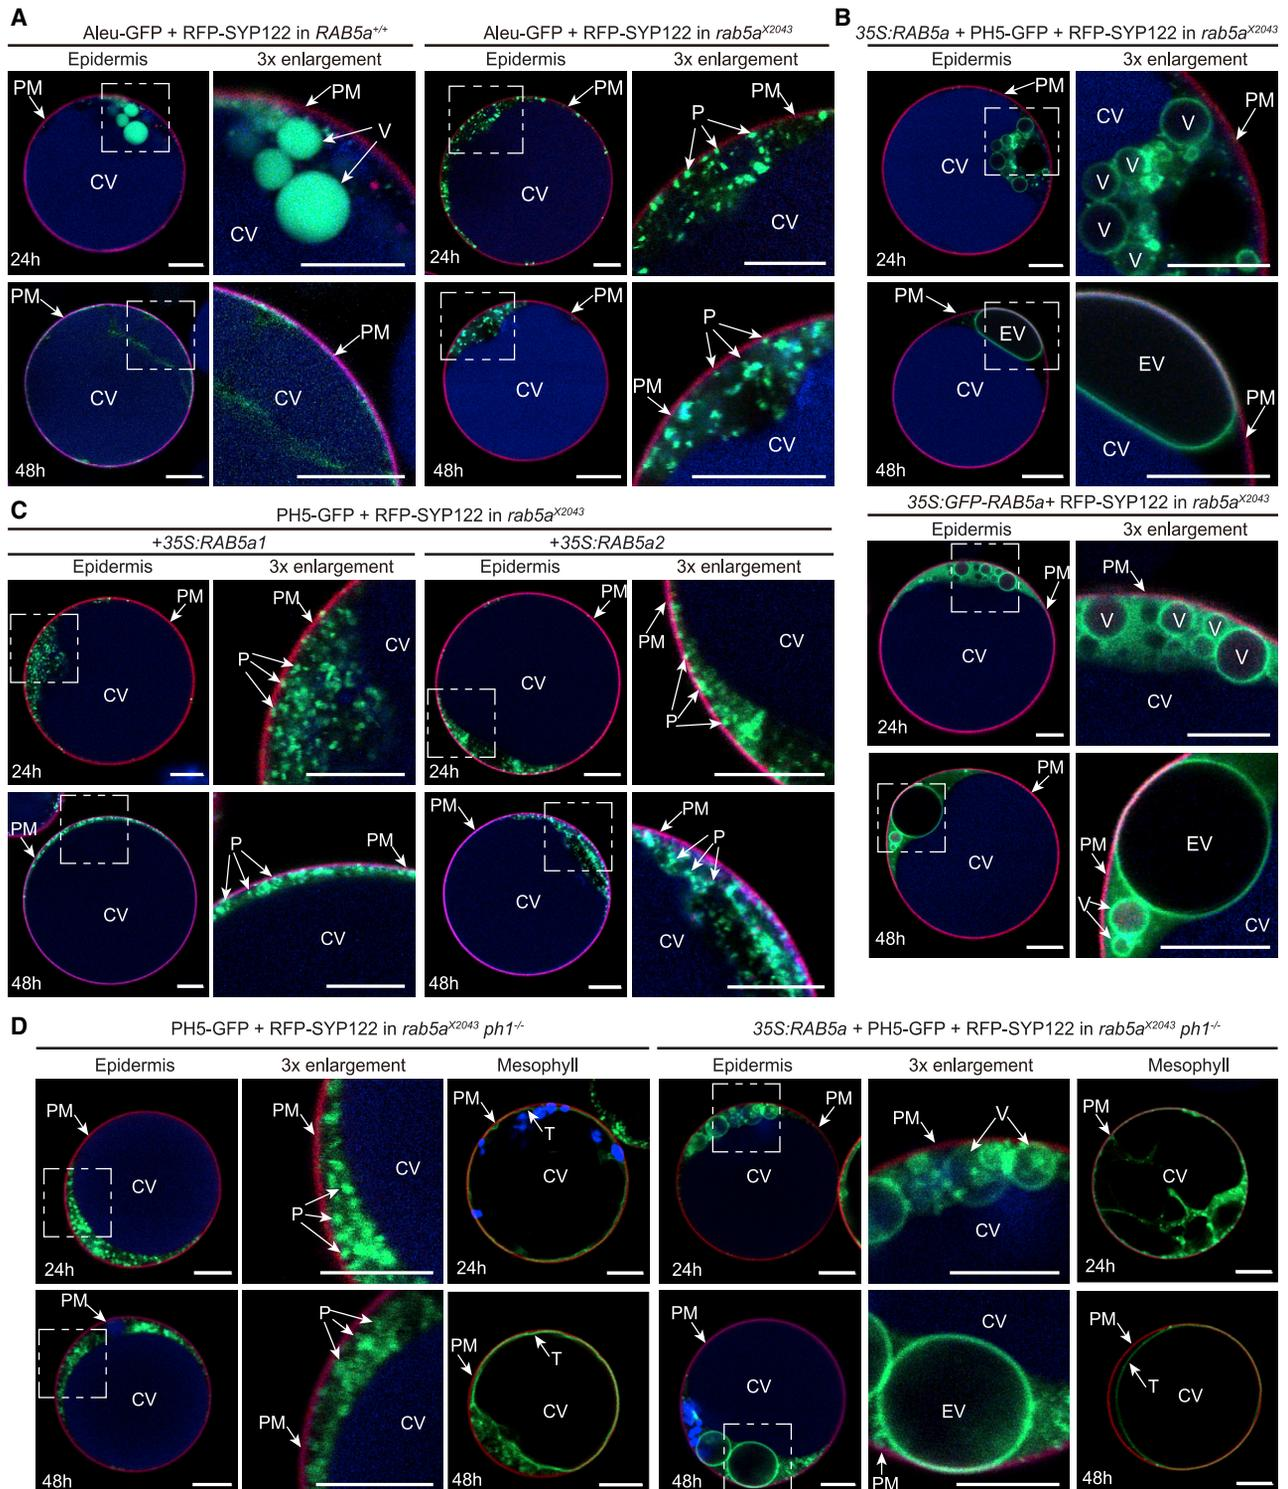 A
Aleu-GFP + RFP-SYP122 in RAB5a+/+
Aleu-GFP + RFP-SYP122 in rab5aX2043
Epidermis
3x enlargement
Epidermis
3x enlargement
PM
CV
24h
PM
V
CV
PM
CV
24h
P
PM
CV
PM
CV
48h
PM
CV
PM
CV
48h
P
PM
CV
B
35S:RAB5a + PH5-GFP + RFP-SYP122 in rab5aX2043
Epidermis
3x enlargement
PM
CV
24h
CV
V
PM
V
V
V
V
PM
EV
CV
48h
EV
PM
CV
35S:GFP-RAB5a+ RFP-SYP122 in rab5aX2043
Epidermis
3x enlargement
PM
CV
24h
PM
V
V
V
V
CV
PM
CV
48h
PM
EV
V
CV
C
PH5-GFP + RFP-SYP122 in rab5aX2043
+35S:RAB5a1
+35S:RAB5a2
Epidermis
3x enlargement
Epidermis
3x enlargement
PM
CV
24h
PM
P
CV
PM
CV
24h
PM
CV
P
PM
CV
48h
P
PM
CV
PM
CV
48h
PM
P
CV
D
PH5-GFP + RFP-SYP122 in rab5aX2043 ph1-/-
35S:RAB5a + PH5-GFP + RFP-SYP122 in rab5aX2043 ph1-/-
Epidermis
3x enlargement
Mesophyll
Epidermis
3x enlargement
Mesophyll
PM
CV
24h
PM
CV
P
PM
T
CV
24h
PM
CV
24h
PM
V
CV
PM
CV
24h
PM
CV
48h
P
PM
CV
PM
T
CV
48h
PM
CV
48h
CV
EV
PM
PM
T
CV
48h